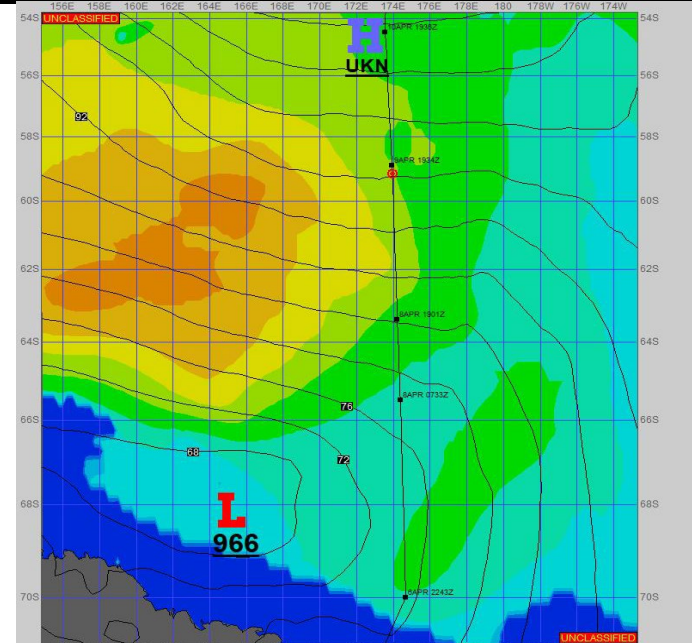 156E 158E 160E 162E 164E 166E 168E 170E 172E 174E 176E 178E 180 178W 176W 174W
UNCLASSIFIED
54S 54S
H
10APR 1938Z
UKN
56S 56S
92
58S 58S
9APR 1934Z
60S 60S
62S 62S
8APR 1901Z
64S 64S
8APR 0733Z
76
66S 66S
68
72
68S 68S
L
966
6APR 2243Z
70S 70S
UNCLASSIFIED